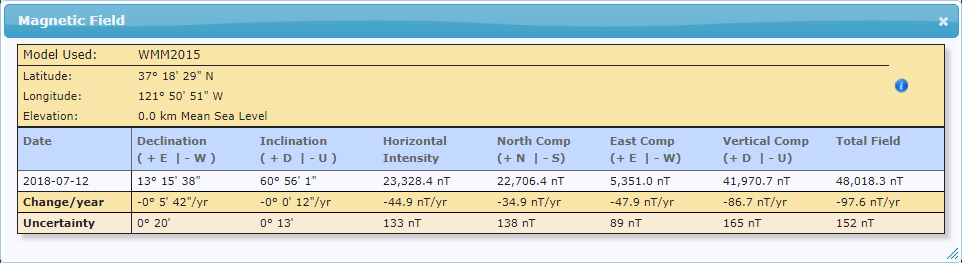 Magnetic Field
Model Used: WMM2015
Latitude: 37° 18' 29" N
Longitude: 121° 50' 51" W
Elevation: 0.0 km Mean Sea Level
Date Declination Inclination Horizontal North Comp East Comp Vertical Comp Total Field
( + E | - W ) ( + D | - U ) Intensity (+ N | - S) (+ E | - W) (+ D | - U)
2018-07-12 13° 15' 38" 60° 56' 1" 23,328.4 nT 22,706.4 nT 5,351.0 nT 41,970.7 nT 48,018.3 nT
Change/year -0° 5' 42"/yr -0° 0' 12"/yr -44.9 nT/yr -34.9 nT/yr -47.9 nT/yr -86.7 nT/yr -97.6 nT/yr
Uncertainty 0° 20' 0° 13' 133 nT 138 nT 89 nT 165 nT 152 nT